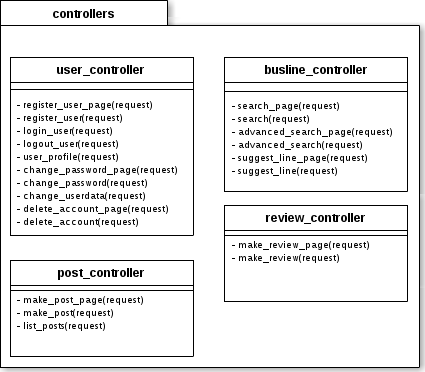 controllers
user_controller
- register_user_page(request)
- register_user(request)
- login_user(request)
- logout_user(request)
- user_profile(request)
- change_password_page(request)
- change_password(request)
- change_userdata(request)
- delete_account_page(request)
- delete_account(request)
busline_controller
- search_page(request)
- search(request)
- advanced_search_page(request)
- advanced_search(request)
- suggest_line_page(request)
- suggest_line(request)
review_controller
- make_review_page(request)
- make_review(request)
post_controller
- make_post_page(request)
- make_post(request)
- list_posts(request)